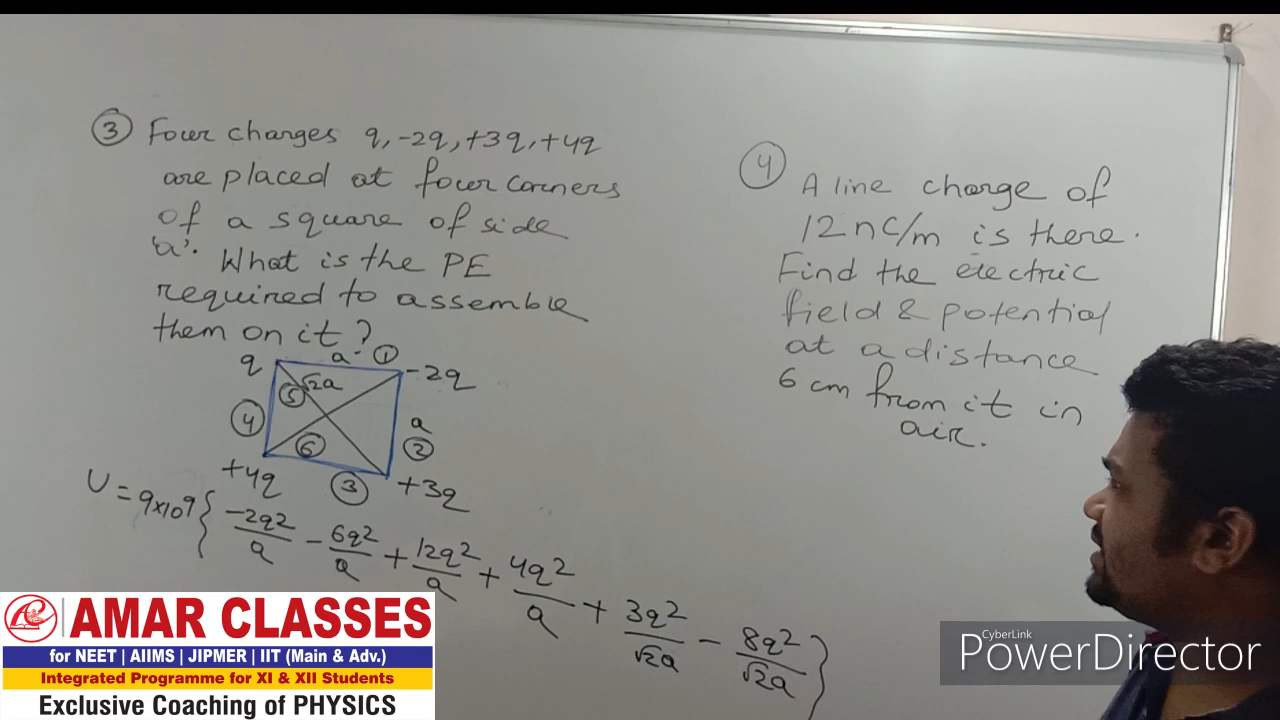 ③ Four charges q, -2q, +3q, +4q
are placed at four corners
of a square of side
'a'. What is the PE
required to assemble
them on it?
q a ① -2q
⑤ √2a
④ a ②
⑥
+4q ③ +3q
U = 9×10⁹ { -2q²/a - 6q²/a + 12q²/a + 4q²/a + 3q²/√2a - 8q²/√2a }
④ A line charge of
12nC/m is there.
Find the electric
field & potential
at a distance
6 cm from it in
air.
AMAR CLASSES
for NEET | AIIMS | JIPMER | IIT (Main & Adv.)
Integrated Programme for XI & XII Students
Exclusive Coaching of PHYSICS
CyberLink
PowerDirector